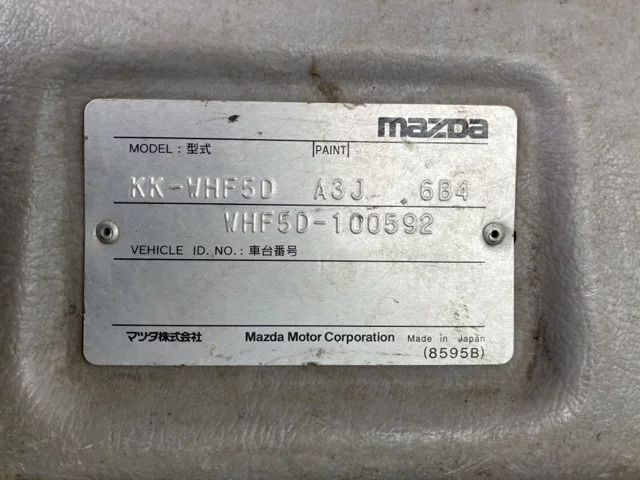 mazda
MODEL : 型式 PAINT
KK-WHF5D A3J 6B4
WHF5D-100592
VEHICLE ID. NO. : 車台番号
マツダ株式会社 Mazda Motor Corporation Made in Japan
(8595B)